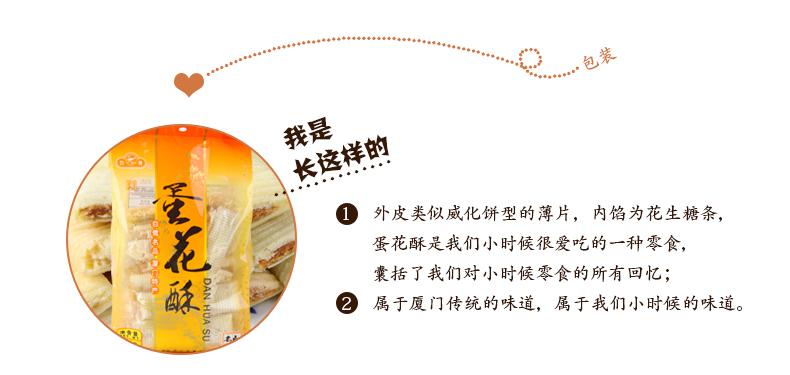 包装
我是
长这样的
蛋花酥
DAN HUA SU
1 外皮类似威化饼型的薄片，内馅为花生糖条，
蛋花酥是我们小时候很爱吃的一种零食，
囊括了我们对小时候零食的所有回忆；
2 属于厦门传统的味道，属于我们小时候的味道。